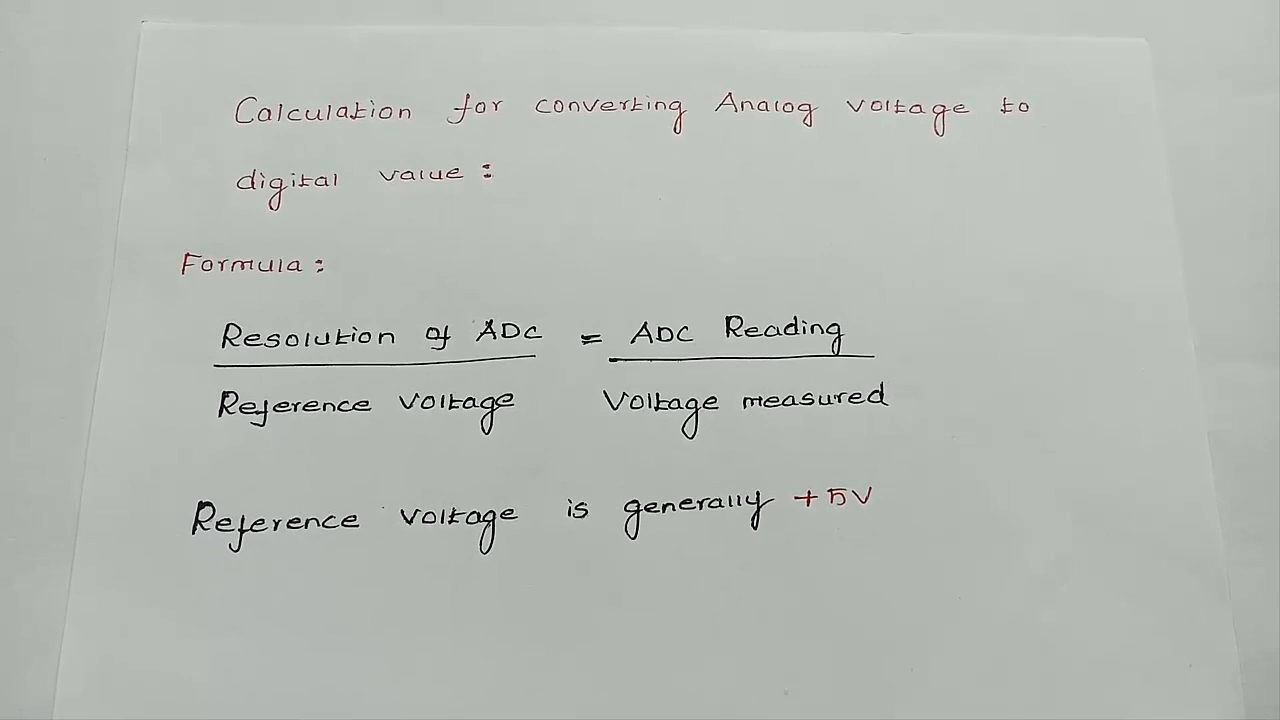 Calculation for converting Analog voltage to
digital value :
Formula :
Resolution of ADC = ADC Reading
Reference Voltage Voltage measured
Reference voltage is generally +5V